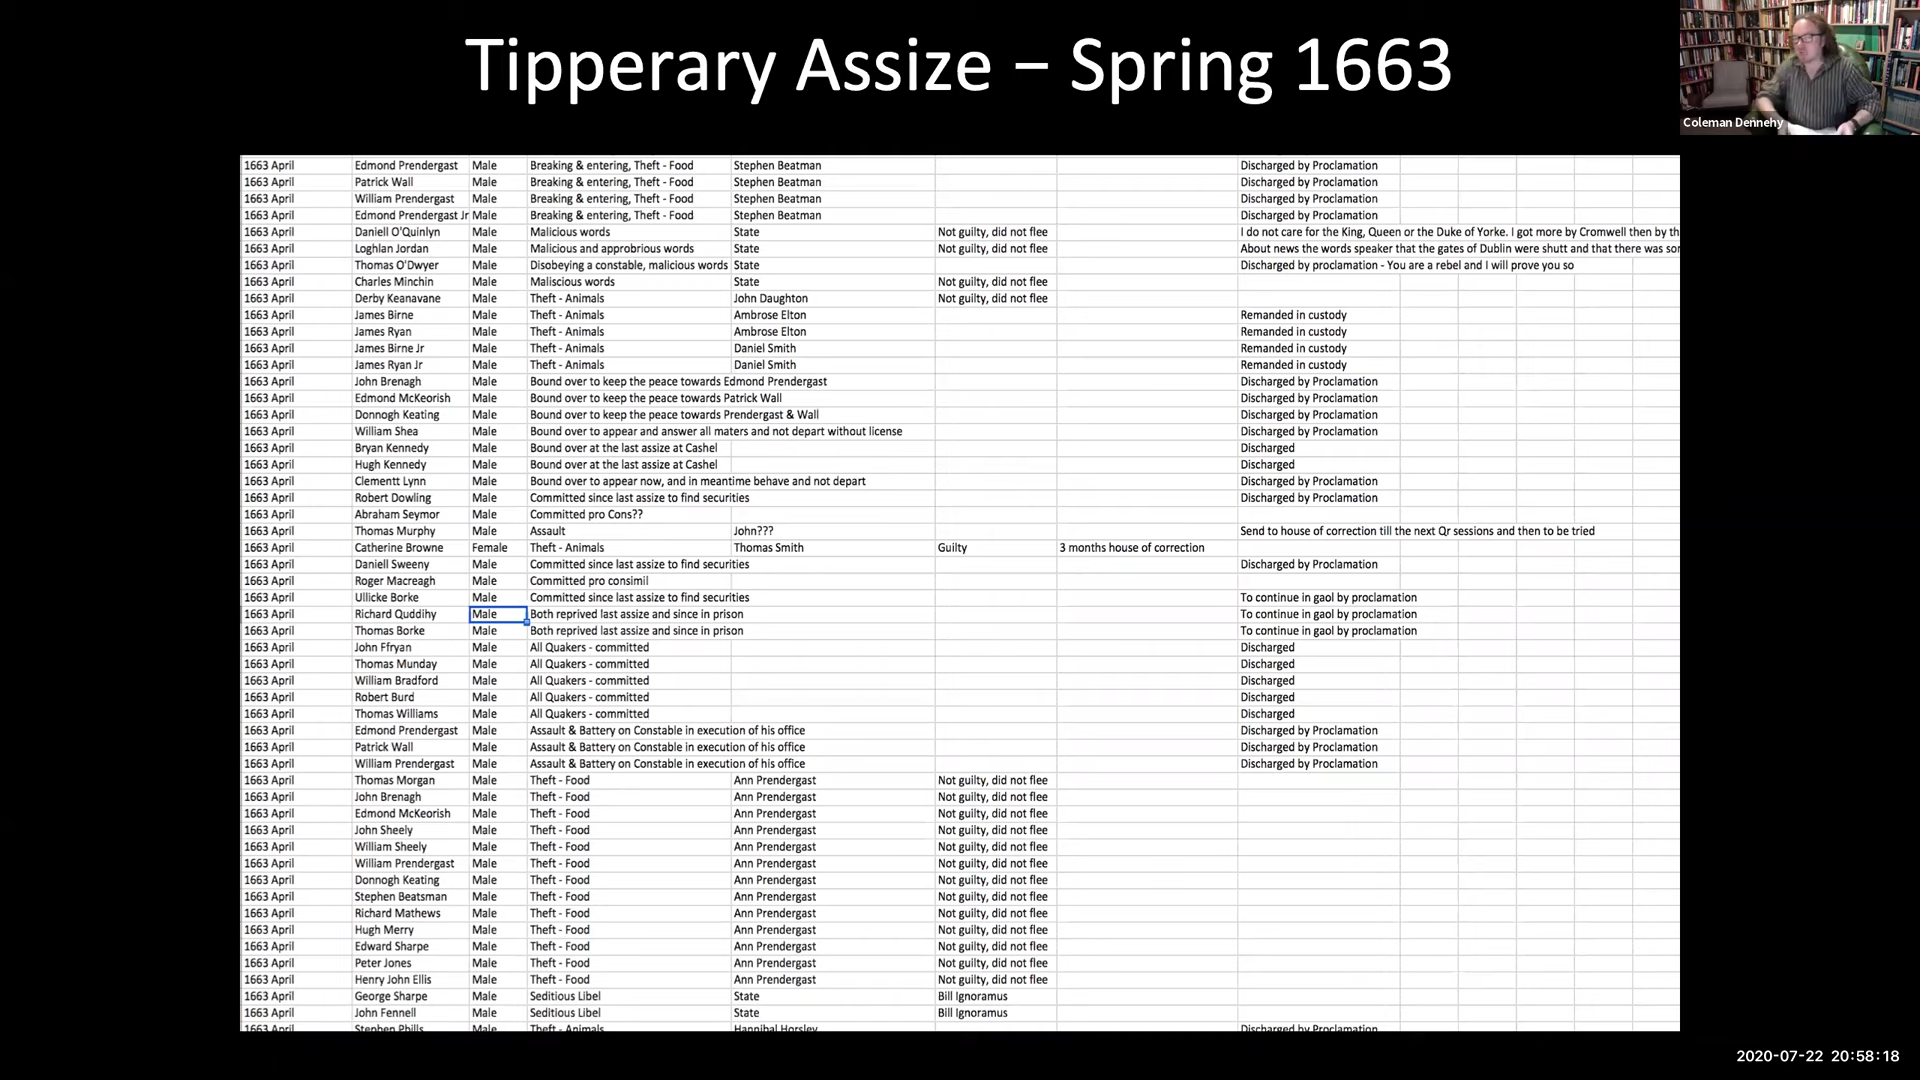 Tipperary Assize – Spring 1663
Coleman Dennehy
1663 April Edmond Prendergast Male Breaking & entering, Theft - Food Stephen Beatman Discharged by Proclamation
1663 April Patrick Wall Male Breaking & entering, Theft - Food Stephen Beatman Discharged by Proclamation
1663 April William Prendergast Male Breaking & entering, Theft - Food Stephen Beatman Discharged by Proclamation
1663 April Edmond Prendergast Jr Male Breaking & entering, Theft - Food Stephen Beatman Discharged by Proclamation
1663 April Daniell O'Quinlyn Male Malicious words State Not guilty, did not flee I do not care for the King, Queen or the Duke of Yorke. I got more by Cromwell then by th
1663 April Loghlan Jordan Male Malicious and approbrious words State Not guilty, did not flee About news the words speaker that the gates of Dublin were shutt and that there was sor
1663 April Thomas O'Dwyer Male Disobeying a constable, malicious words State Discharged by proclamation - You are a rebel and I will prove you so
1663 April Charles Minchin Male Maliscious words State Not guilty, did not flee
1663 April Derby Keanavane Male Theft - Animals John Daughton Not guilty, did not flee
1663 April James Birne Male Theft - Animals Ambrose Elton Remanded in custody
1663 April James Ryan Male Theft - Animals Ambrose Elton Remanded in custody
1663 April James Birne Jr Male Theft - Animals Daniel Smith Remanded in custody
1663 April James Ryan Jr Male Theft - Animals Daniel Smith Remanded in custody
1663 April John Brenagh Male Bound over to keep the peace towards Edmond Prendergast Discharged by Proclamation
1663 April Edmond McKeorish Male Bound over to keep the peace towards Patrick Wall Discharged by Proclamation
1663 April Donnogh Keating Male Bound over to keep the peace towards Prendergast & Wall Discharged by Proclamation
1663 April William Shea Male Bound over to appear and answer all maters and not depart without license Discharged by Proclamation
1663 April Bryan Kennedy Male Bound over at the last assize at Cashel Discharged
1663 April Hugh Kennedy Male Bound over at the last assize at Cashel Discharged
1663 April Clementt Lynn Male Bound over to appear now, and in meantime behave and not depart Discharged by Proclamation
1663 April Robert Dowling Male Committed since last assize to find securities Discharged by Proclamation
1663 April Abraham Seymor Male Committed pro Cons??
1663 April Thomas Murphy Male Assault John??? Send to house of correction till the next Qr sessions and then to be tried
1663 April Catherine Browne Female Theft - Animals Thomas Smith Guilty 3 months house of correction
1663 April Daniell Sweeny Male Committed since last assize to find securities Discharged by Proclamation
1663 April Roger Macreagh Male Committed pro consimil
1663 April Ullicke Borke Male Committed since last assize to find securities To continue in gaol by proclamation
1663 April Richard Quddihy Male Both reprived last assize and since in prison To continue in gaol by proclamation
1663 April Thomas Borke Male Both reprived last assize and since in prison To continue in gaol by proclamation
1663 April John Ffryan Male All Quakers - committed Discharged
1663 April Thomas Munday Male All Quakers - committed Discharged
1663 April William Bradford Male All Quakers - committed Discharged
1663 April Robert Burd Male All Quakers - committed Discharged
1663 April Thomas Williams Male All Quakers - committed Discharged
1663 April Edmond Prendergast Male Assault & Battery on Constable in execution of his office Discharged by Proclamation
1663 April Patrick Wall Male Assault & Battery on Constable in execution of his office Discharged by Proclamation
1663 April William Prendergast Male Assault & Battery on Constable in execution of his office Discharged by Proclamation
1663 April Thomas Morgan Male Theft - Food Ann Prendergast Not guilty, did not flee
1663 April John Brenagh Male Theft - Food Ann Prendergast Not guilty, did not flee
1663 April Edmond McKeorish Male Theft - Food Ann Prendergast Not guilty, did not flee
1663 April John Sheely Male Theft - Food Ann Prendergast Not guilty, did not flee
1663 April William Sheely Male Theft - Food Ann Prendergast Not guilty, did not flee
1663 April William Prendergast Male Theft - Food Ann Prendergast Not guilty, did not flee
1663 April Donnogh Keating Male Theft - Food Ann Prendergast Not guilty, did not flee
1663 April Stephen Beatsman Male Theft - Food Ann Prendergast Not guilty, did not flee
1663 April Richard Mathews Male Theft - Food Ann Prendergast Not guilty, did not flee
1663 April Hugh Merry Male Theft - Food Ann Prendergast Not guilty, did not flee
1663 April Edward Sharpe Male Theft - Food Ann Prendergast Not guilty, did not flee
1663 April Peter Jones Male Theft - Food Ann Prendergast Not guilty, did not flee
1663 April Henry John Ellis Male Theft - Food Ann Prendergast Not guilty, did not flee
1663 April George Sharpe Male Seditious Libel State Bill Ignoramus
1663 April John Fennell Male Seditious Libel State Bill Ignoramus
1663 April Stephen Phills Male Theft - Animals Hannibal Horsley Discharged by Proclamation
2020-07-22 20:58:18